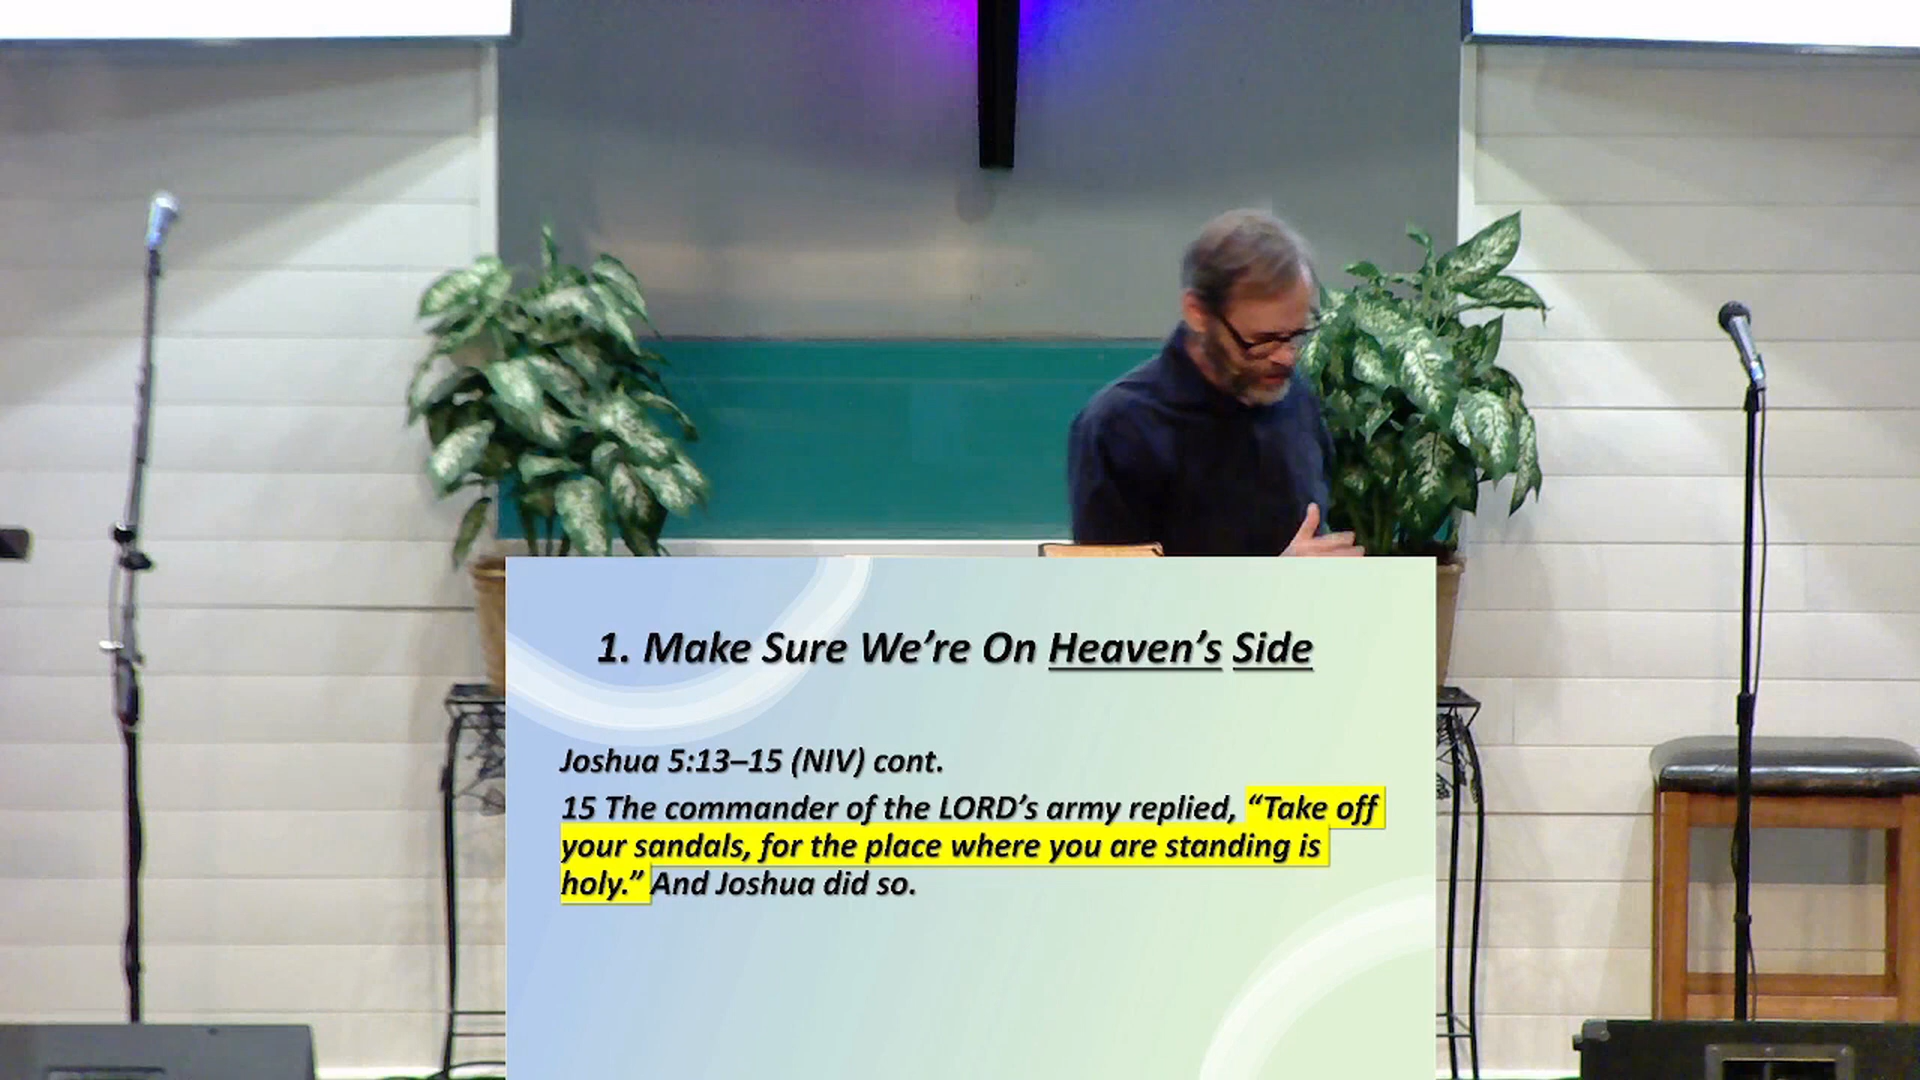 1. Make Sure We’re On Heaven’s Side
Joshua 5:13–15 (NIV) cont.
15 The commander of the LORD’s army replied, “Take off
your sandals, for the place where you are standing is
holy.” And Joshua did so.